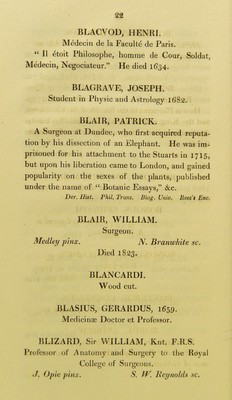 22
BLACVOD, HENRI.
Médecin de la Faculté de Paris.
“ Il étoit Philosophe, homme de Cour, Soldat,
Médecin, Negociateur.” He died 1634.
BLAGRAVE, JOSEPH.
Student in Physic and Astrology 1682.
BLAIR, PATRICK.
A Surgeon at Dundee, who first acquired reputa-
tion by his dissection of an Elephant. He was im-
prisoned for his attachment to the Stuarts in 1715,
but upon his liberation came to London, and gained
popularity on the sexes of the plants, published
under the name of “ Botanic Essays,” &c.
Der. Hist. Phil. Trans. Biog. Univ. Rees's Enc.
BLAIR, WILLIAM.
Surgeon.
Medley pinx. N. Branwhite sc.
Died 1823.
BLANCARDI.
Wood cut.
BLASIUS, GERARDUS, 1659.
Medicinæ Doctor et Professor.
BLIZARD, Sir WILLIAM, Knt. F.R.S.
Professor of Anatomy and Surgery to the Royal
College of Surgeons.
J. Opie pinx. S. W. Reynolds sc.